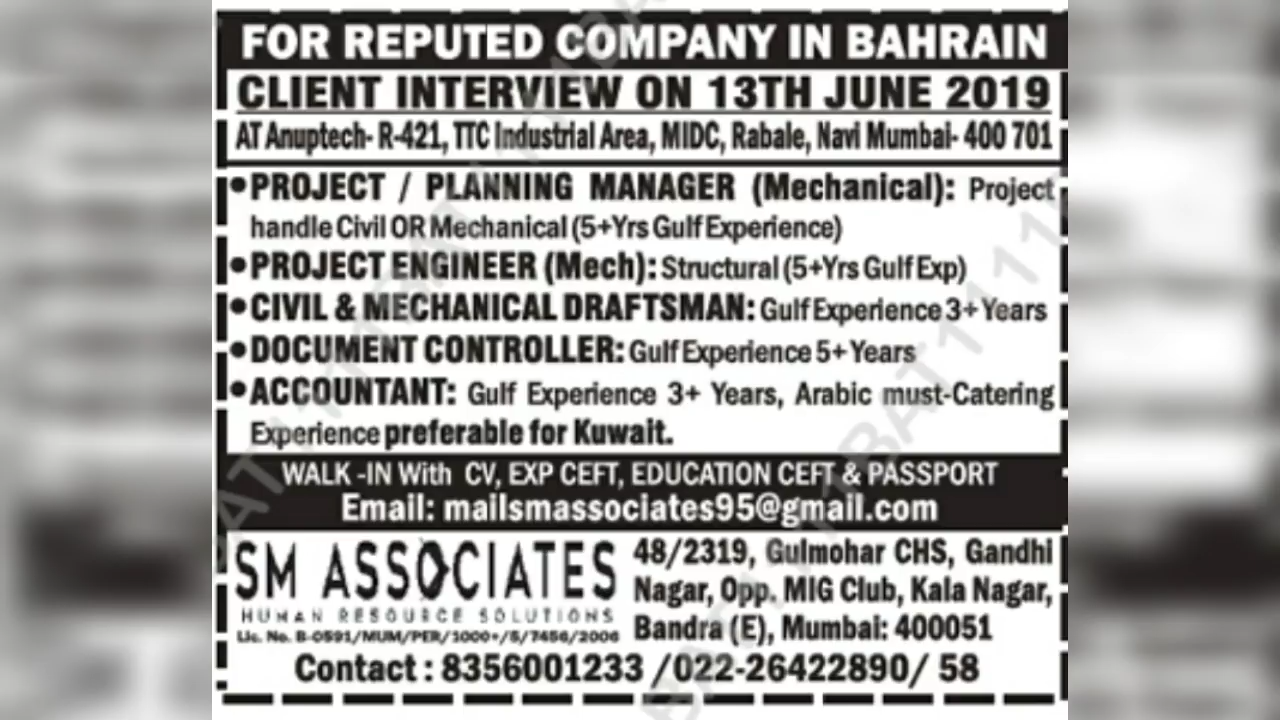 FOR REPUTED COMPANY IN BAHRAIN
CLIENT INTERVIEW ON 13TH JUNE 2019
AT Anuptech- R-421, TTC Industrial Area, MIDC, Rabale, Navi Mumbai- 400 701
•PROJECT / PLANNING MANAGER (Mechanical): Project
handle Civil OR Mechanical (5+Yrs Gulf Experience)
•PROJECT ENGINEER (Mech): Structural (5+Yrs Gulf Exp)
•CIVIL & MECHANICAL DRAFTSMAN: Gulf Experience 3+ Years
•DOCUMENT CONTROLLER: Gulf Experience 5+ Years
•ACCOUNTANT: Gulf Experience 3+ Years, Arabic must-Catering
Experience preferable for Kuwait.
WALK -IN With CV, EXP CEFT, EDUCATION CEFT & PASSPORT
Email: mailsmassociates95@gmail.com
SM ASSOCIATES
HUMAN RESOURCE SOLUTIONS
Lic. No. B-0591/MUM/PER/1000+/5/7456/2006
48/2319, Gulmohar CHS, Gandhi
Nagar, Opp. MIG Club, Kala Nagar,
Bandra (E), Mumbai: 400051
Contact : 8356001233 /022-26422890/ 58